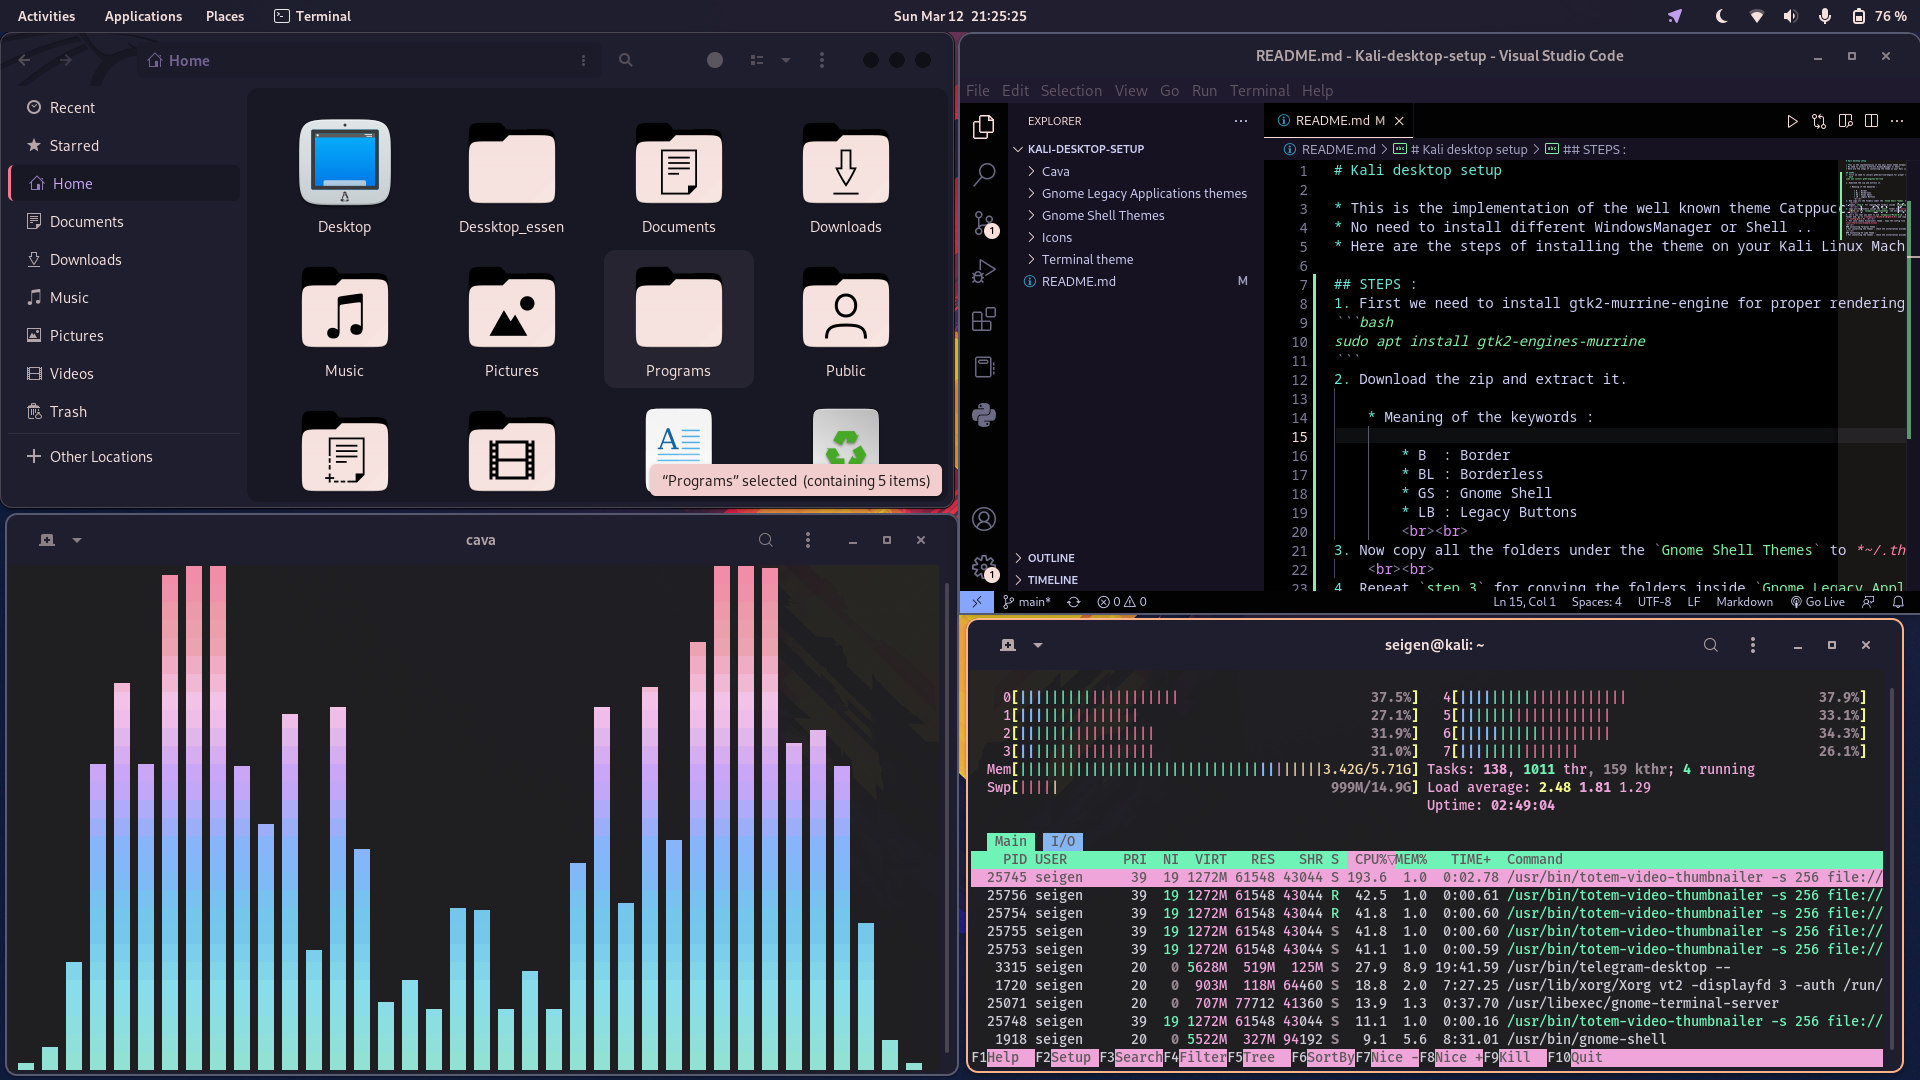 Activities Applications Places Terminal Sun Mar 12 21:25:25 76 %
Home
Recent
Starred
Home
Documents
Downloads
Music
Pictures
Videos
Trash
Other Locations
Desktop Dessktop_essen Documents Downloads
Music Pictures Programs Public
A
“Programs” selected (containing 5 items)
README.md - Kali-desktop-setup - Visual Studio Code
File Edit Selection View Go Run Terminal Help
EXPLORER
KALI-DESKTOP-SETUP
Cava
Gnome Legacy Applications themes
Gnome Shell Themes
Icons
Terminal theme
README.md M
OUTLINE
TIMELINE
1
1
README.md M
README.md > # Kali desktop setup > ## STEPS :
1 # Kali desktop setup
2
3 * This is the implementation of the well known theme Catppucc
4 * No need to install different WindowsManager or Shell ..
5 * Here are the steps of installing the theme on your Kali Linux Mach
6
7 ## STEPS :
8 1. First we need to install gtk2-murrine-engine for proper rendering
9 ```bash
10 sudo apt install gtk2-engines-murrine
11 ```
12 2. Download the zip and extract it.
13
14 * Meaning of the keywords :
15
16 * B : Border
17 * BL : Borderless
18 * GS : Gnome Shell
19 * LB : Legacy Buttons
20 <br><br>
21 3. Now copy all the folders under the `Gnome Shell Themes` to *~/.th
22 <br><br>
23 4. Repeat `step 3` for copying the folders inside `Gnome Legacy Appl
main* 0 0 Ln 15, Col 1 Spaces: 4 UTF-8 LF Markdown Go Live
cava
seigen@kali: ~
0[ 37.5%] 4[ 37.9%]
1[ 27.1%] 5[ 33.1%]
2[ 31.9%] 6[ 34.3%]
3[ 31.0%] 7[ 26.1%]
Mem[ 3.42G/5.71G] Tasks: 138, 1011 thr, 159 kthr; 4 running
Swp[ 999M/14.9G] Load average: 2.48 1.81 1.29
Uptime: 02:49:04
Main I/O
PID USER PRI NI VIRT RES SHR S CPU%▽MEM% TIME+ Command
25745 seigen 39 19 1272M 61548 43044 S 193.6 1.0 0:02.78 /usr/bin/totem-video-thumbnailer -s 256 file://
25756 seigen 39 19 1272M 61548 43044 R 42.5 1.0 0:00.61 /usr/bin/totem-video-thumbnailer -s 256 file://
25754 seigen 39 19 1272M 61548 43044 R 41.8 1.0 0:00.60 /usr/bin/totem-video-thumbnailer -s 256 file://
25755 seigen 39 19 1272M 61548 43044 S 41.8 1.0 0:00.60 /usr/bin/totem-video-thumbnailer -s 256 file://
25753 seigen 39 19 1272M 61548 43044 S 41.1 1.0 0:00.59 /usr/bin/totem-video-thumbnailer -s 256 file://
3315 seigen 20 0 5628M 519M 125M S 27.9 8.9 19:41.59 /usr/bin/telegram-desktop --
1720 seigen 20 0 903M 118M 64460 S 18.8 2.0 7:27.25 /usr/lib/xorg/Xorg vt2 -displayfd 3 -auth /run/
25071 seigen 20 0 707M 77712 41360 S 13.9 1.3 0:37.70 /usr/libexec/gnome-terminal-server
25748 seigen 39 19 1272M 61548 43044 S 11.1 1.0 0:00.16 /usr/bin/totem-video-thumbnailer -s 256 file://
1918 seigen 20 0 5522M 327M 94192 S 9.1 5.6 8:31.01 /usr/bin/gnome-shell
F1Help F2Setup F3SearchF4FilterF5Tree F6SortByF7Nice -F8Nice +F9Kill F10Quit